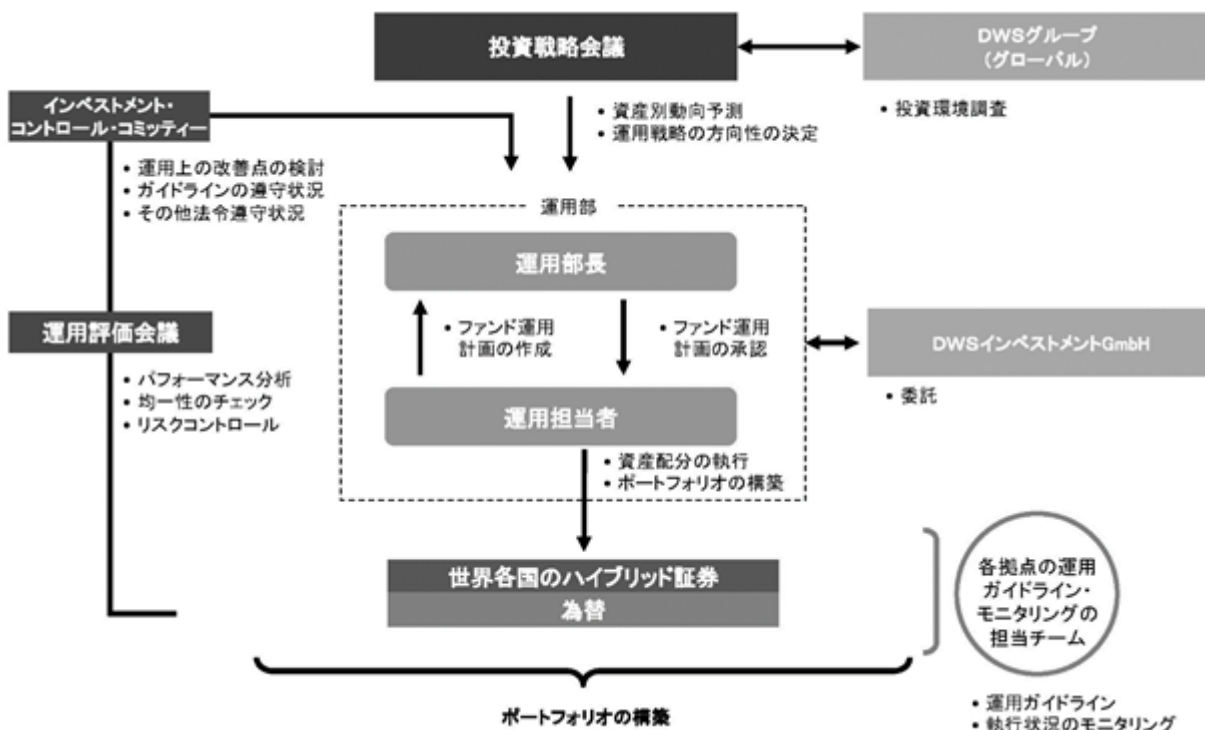 投資戦略会議
DWSグループ
(グローバル)
• 投資環境調査
インベストメント・
コントロール・コミッティー
• 資産別動向予測
• 運用戦略の方向性の決定
• 運用上の改善点の検討
• ガイドラインの遵守状況
• その他法令遵守状況
運用部
運用部長
• ファンド運用
計画の作成
• ファンド運用
計画の承認
運用評価会議
• パフォーマンス分析
• 均一性のチェック
• リスクコントロール
DWSインベストメントGmbH
• 委託
運用担当者
• 資産配分の執行
• ポートフォリオの構築
世界各国のハイブリッド証券
為替
各拠点の運用
ガイドライン・
モニタリングの
担当チーム
• 運用ガイドライン
• 執行状況のモニタリング
ポートフォリオの構築